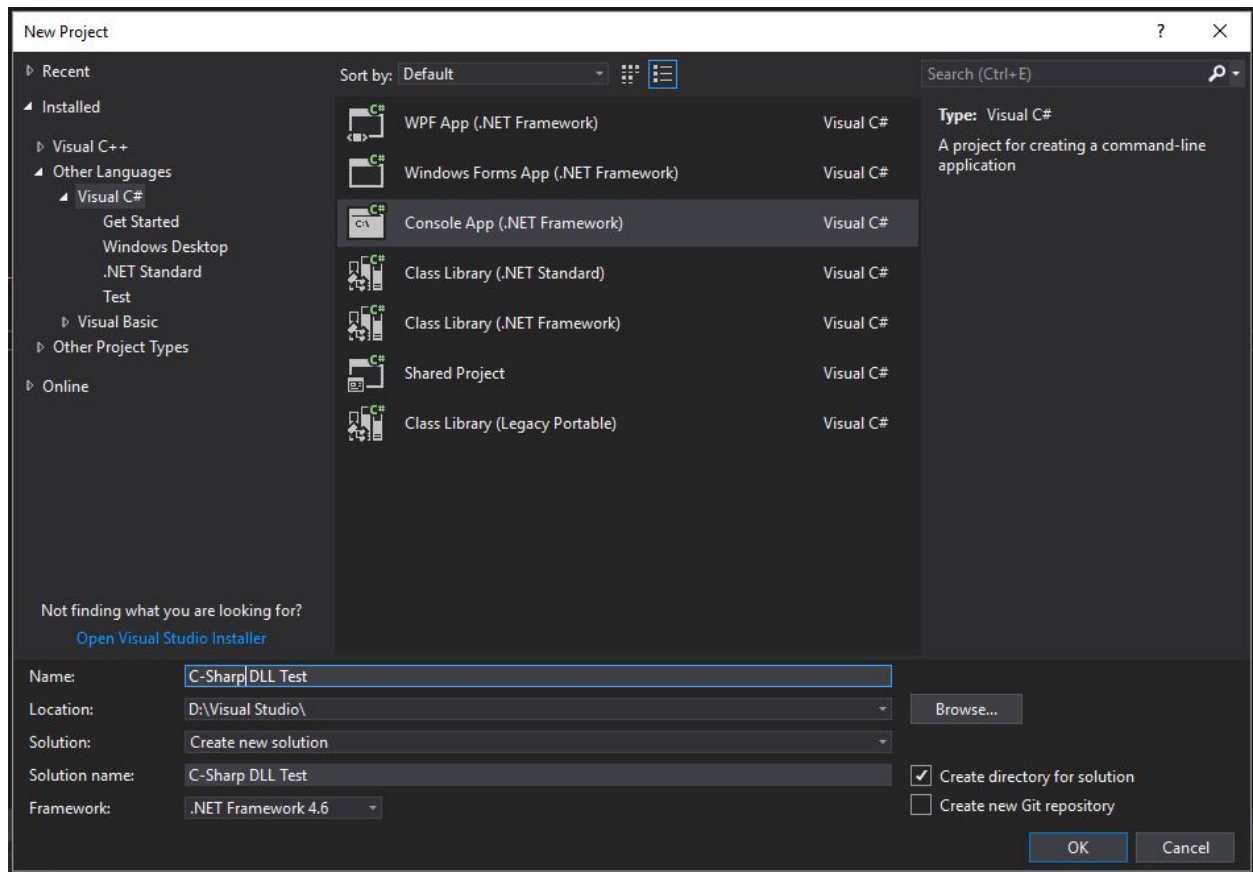 New Project
?
Recent
Installed
Visual C++
Other Languages
Visual C#
Get Started
Windows Desktop
.NET Standard
Test
Visual Basic
Other Project Types
Online
Not finding what you are looking for?
Open Visual Studio Installer
Sort by: Default
C# WPF App (.NET Framework) Visual C#
C# Windows Forms App (.NET Framework) Visual C#
C# C:\ Console App (.NET Framework) Visual C#
C# Class Library (.NET Standard) Visual C#
C# Class Library (.NET Framework) Visual C#
C# Shared Project Visual C#
C# Class Library (Legacy Portable) Visual C#
Search (Ctrl+E)
Type: Visual C#
A project for creating a command-line
application
Name: C-Sharp DLL Test
Location: D:\Visual Studio\ Browse...
Solution: Create new solution
Solution name: C-Sharp DLL Test
Create directory for solution
Framework: .NET Framework 4.6
Create new Git repository
OK Cancel